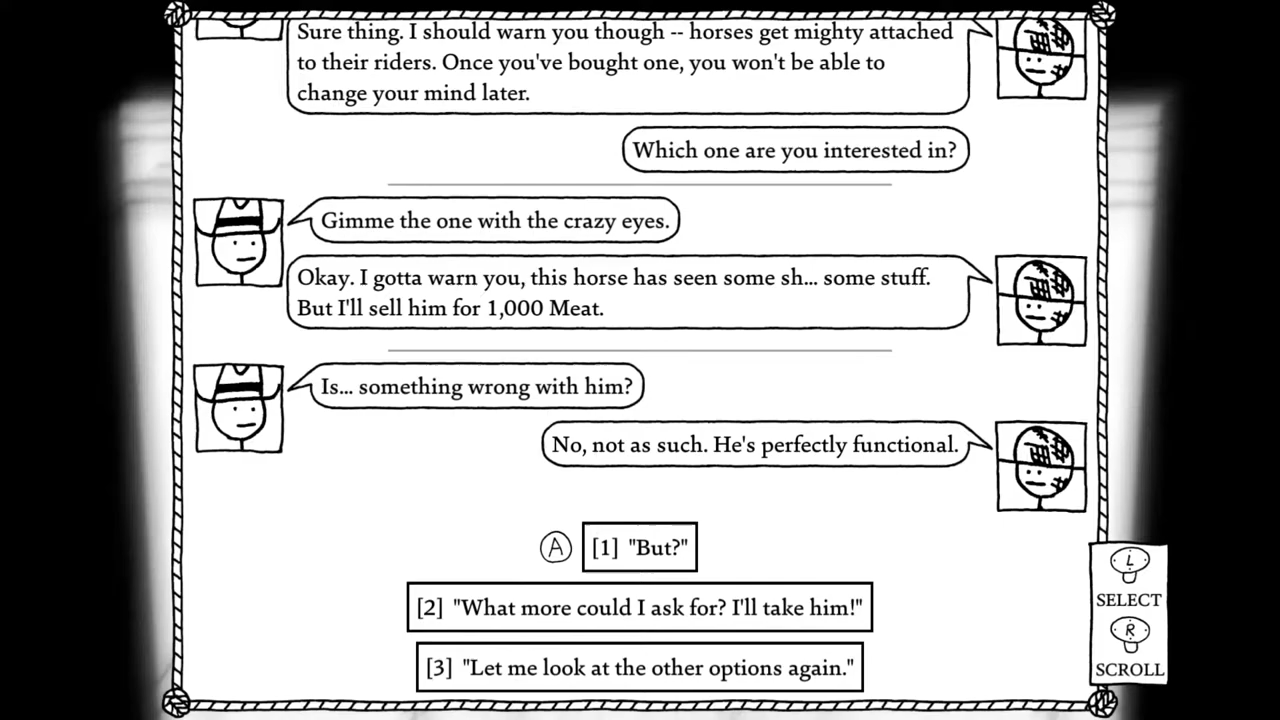 Sure thing. I should warn you though -- horses get mighty attached
to their riders. Once you've bought one, you won't be able to
change your mind later.
Which one are you interested in?
Gimme the one with the crazy eyes.
Okay. I gotta warn you, this horse has seen some sh... some stuff.
But I'll sell him for 1,000 Meat.
Is... something wrong with him?
No, not as such. He's perfectly functional.
A [1] "But?"
[2] "What more could I ask for? I'll take him!"
[3] "Let me look at the other options again."
L
SELECT
R
SCROLL